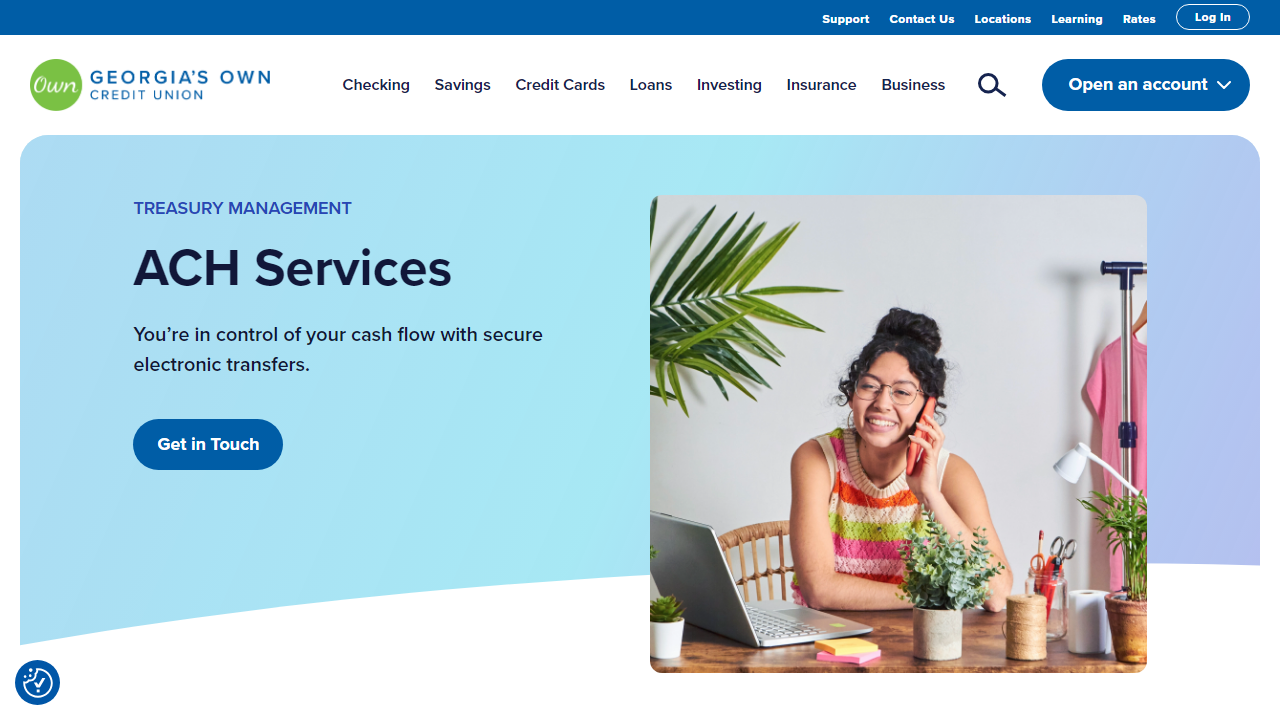 Support Contact Us Locations Learning Rates Log In
Own GEORGIA'S OWN
CREDIT UNION
Checking Savings Credit Cards Loans Investing Insurance Business Open an account
TREASURY MANAGEMENT
ACH Services
You’re in control of your cash flow with secure
electronic transfers.
Get in Touch